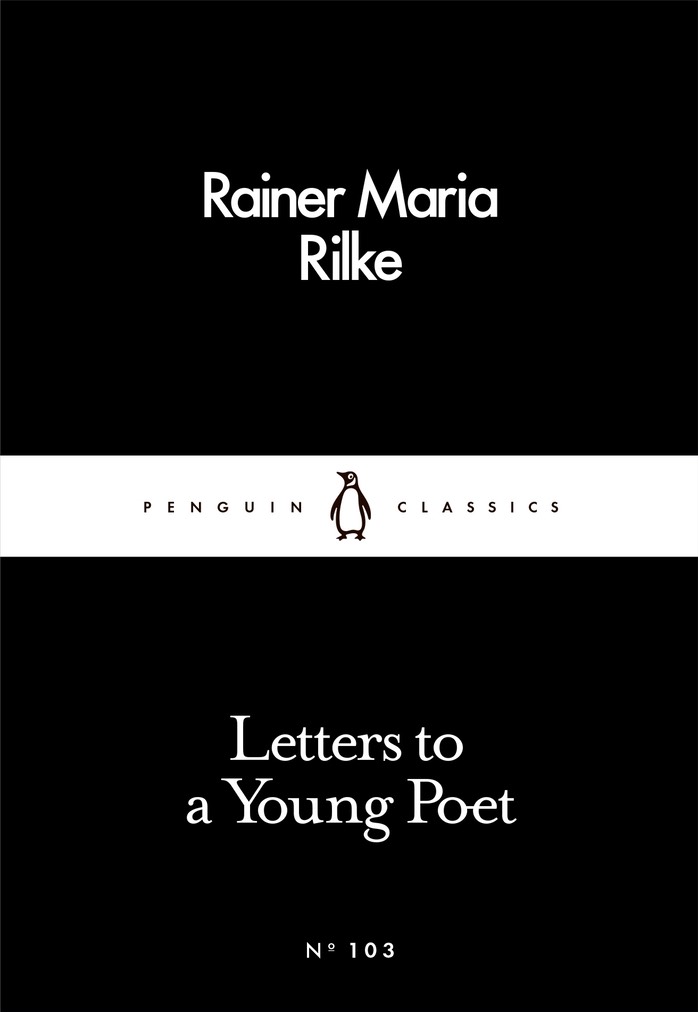 Rainer Maria
Rilke
PENGUIN CLASSICS
Letters to
a Young Poet
Nº 103